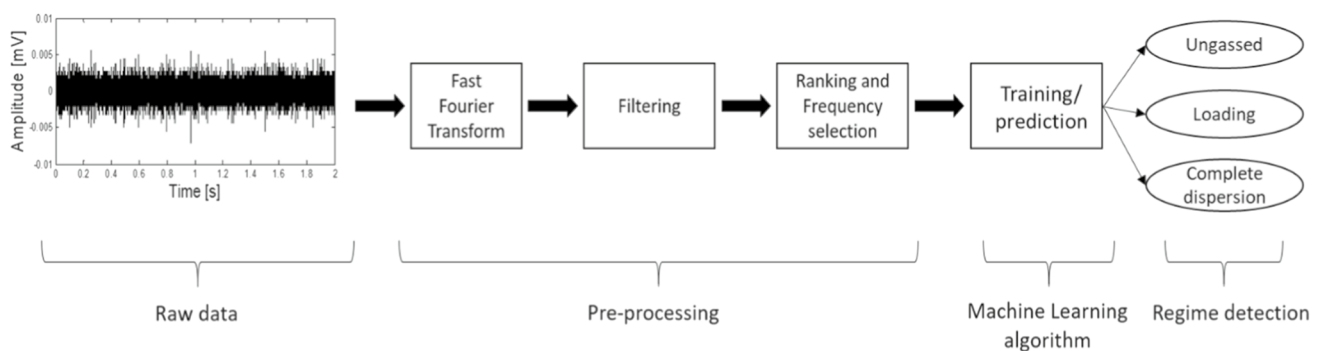 0.01
0.005
0
-0.005
-0.01
Amplitude [mV]
0 0.2 0.4 0.6 0.8 1 1.2 1.4 1.6 1.8 2
Time [s]
Fast
Fourier
Transform
Filtering
Ranking and
Frequency
selection
Training/
prediction
Ungassed
Loading
Complete
dispersion
Raw data
Pre-processing
Machine Learning
algorithm
Regime detection